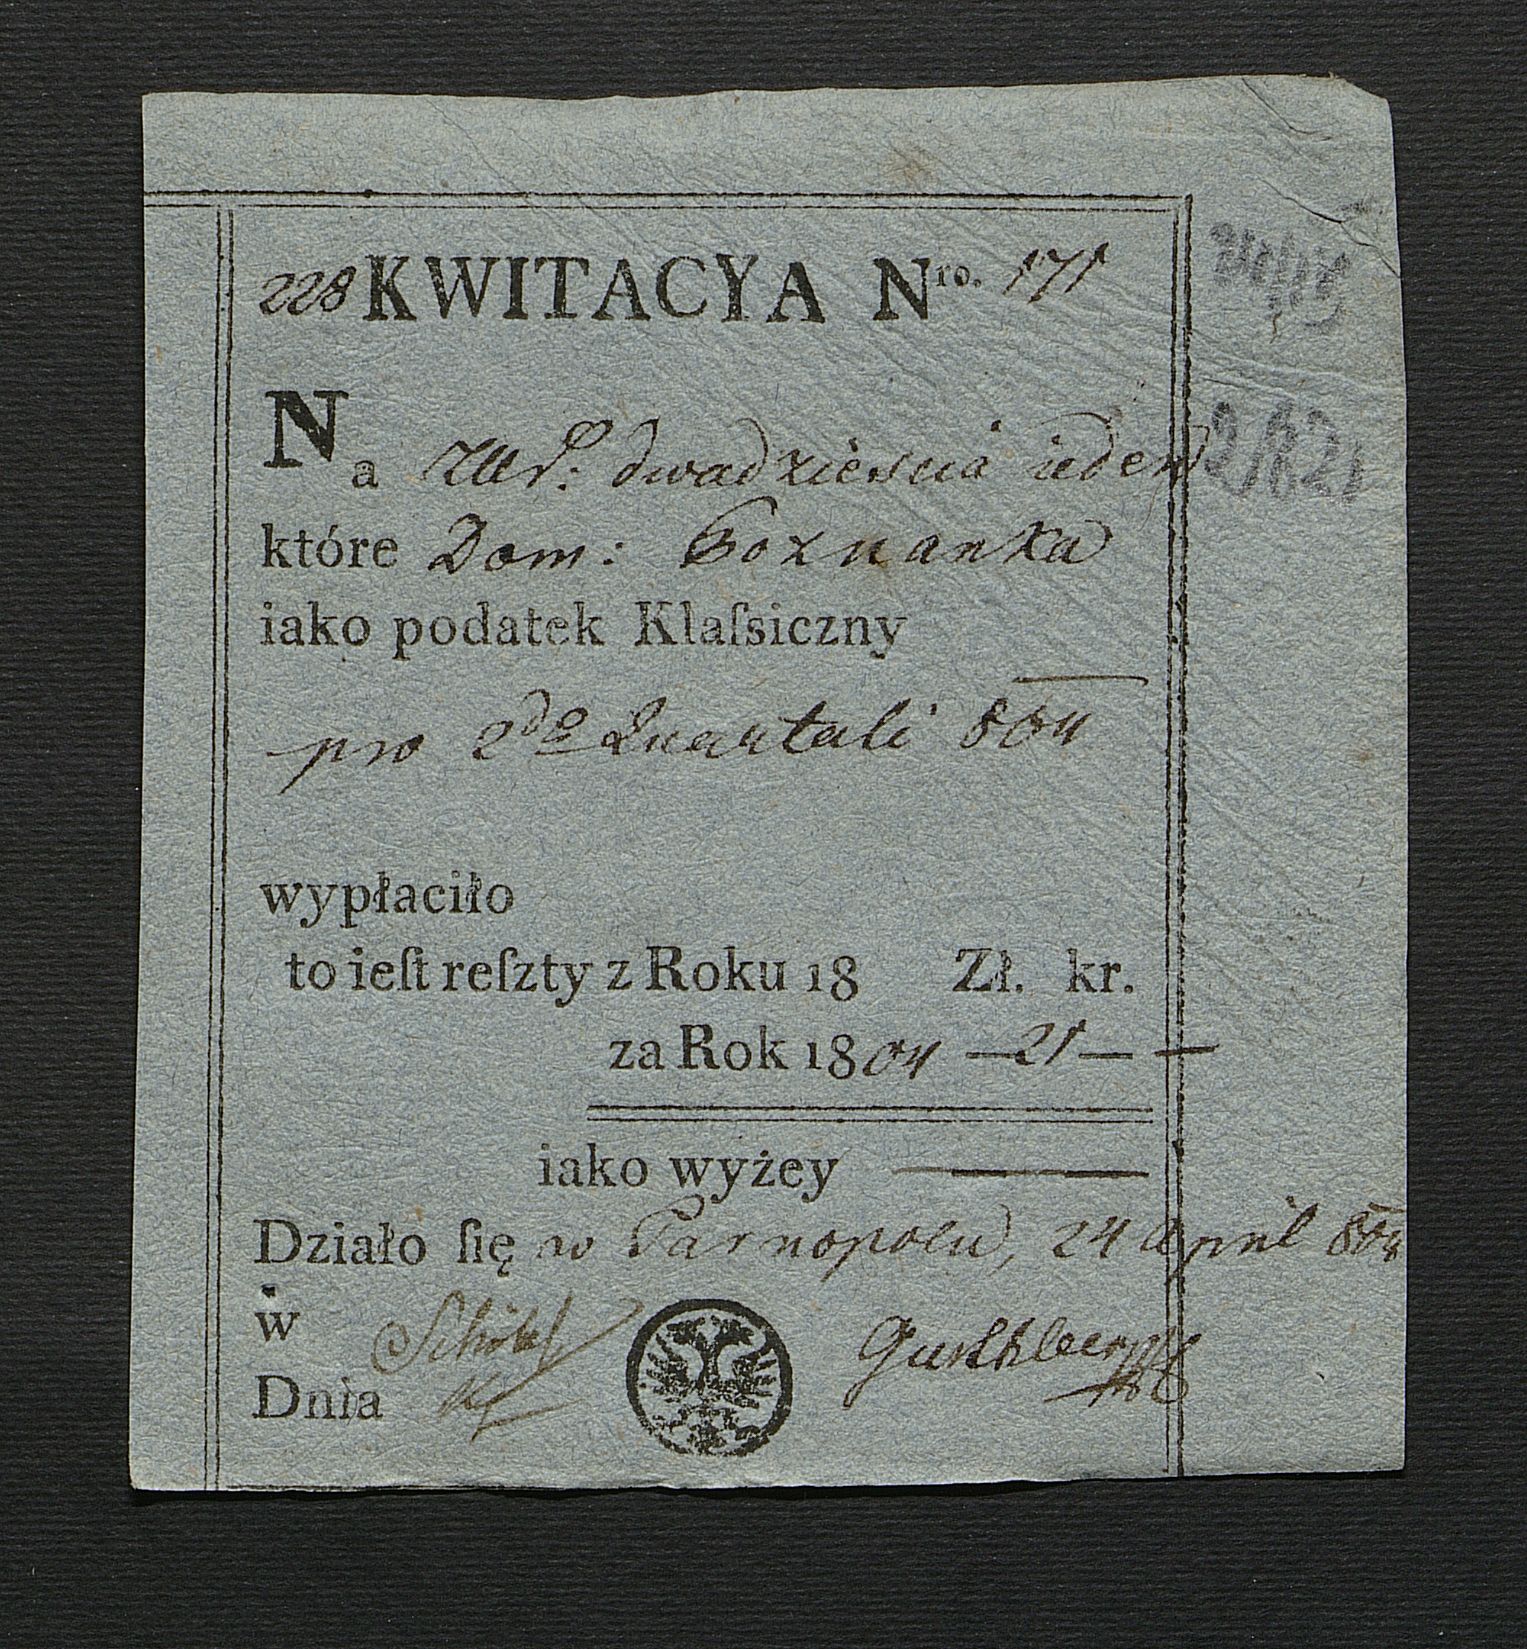 228 KWITACYA Nro. 171
Na dwadzieścia ieden
które Dom: Poznanka
iako podatek Klaſsiczny
pro 2do Quartali 804
wypłaciło
to ieſt reſzty z Roku 18 Zł. kr.
za Rok 1804 — 21 — —
iako wyżey
Działo ſię w Tarnopolu, 24 April 804
w
Dnia